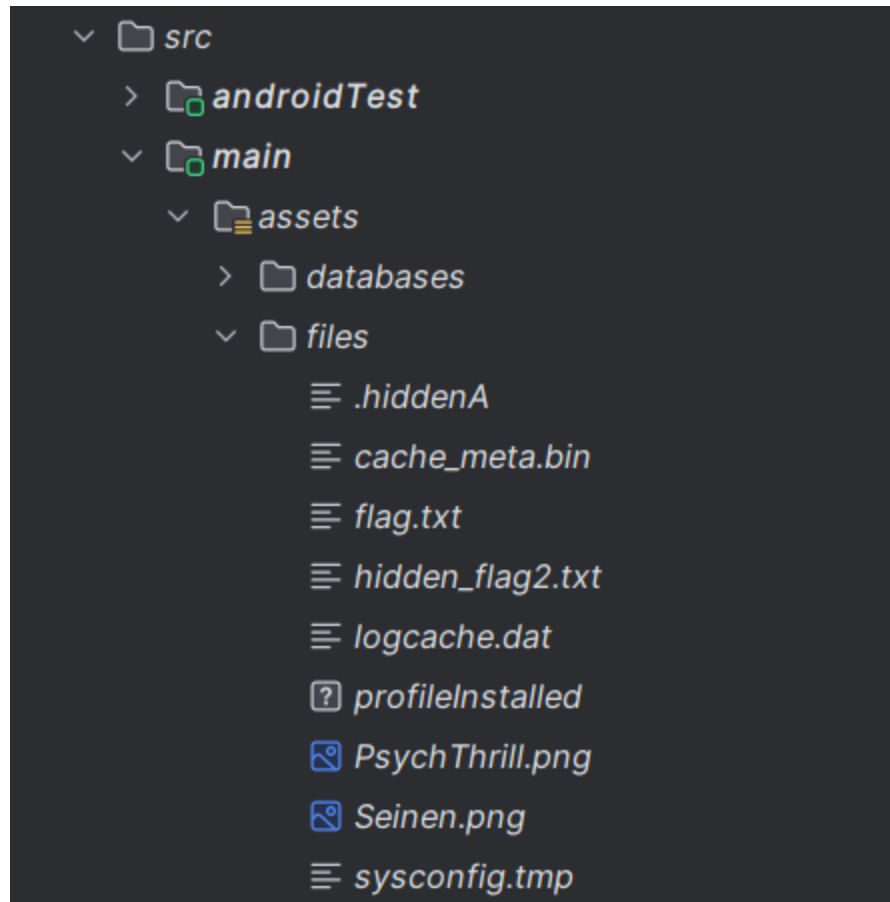 src
androidTest
main
assets
databases
files
.hiddenA
cache_meta.bin
flag.txt
hidden_flag2.txt
logcache.dat
profileInstalled
PsychThrill.png
Seinen.png
sysconfig.tmp